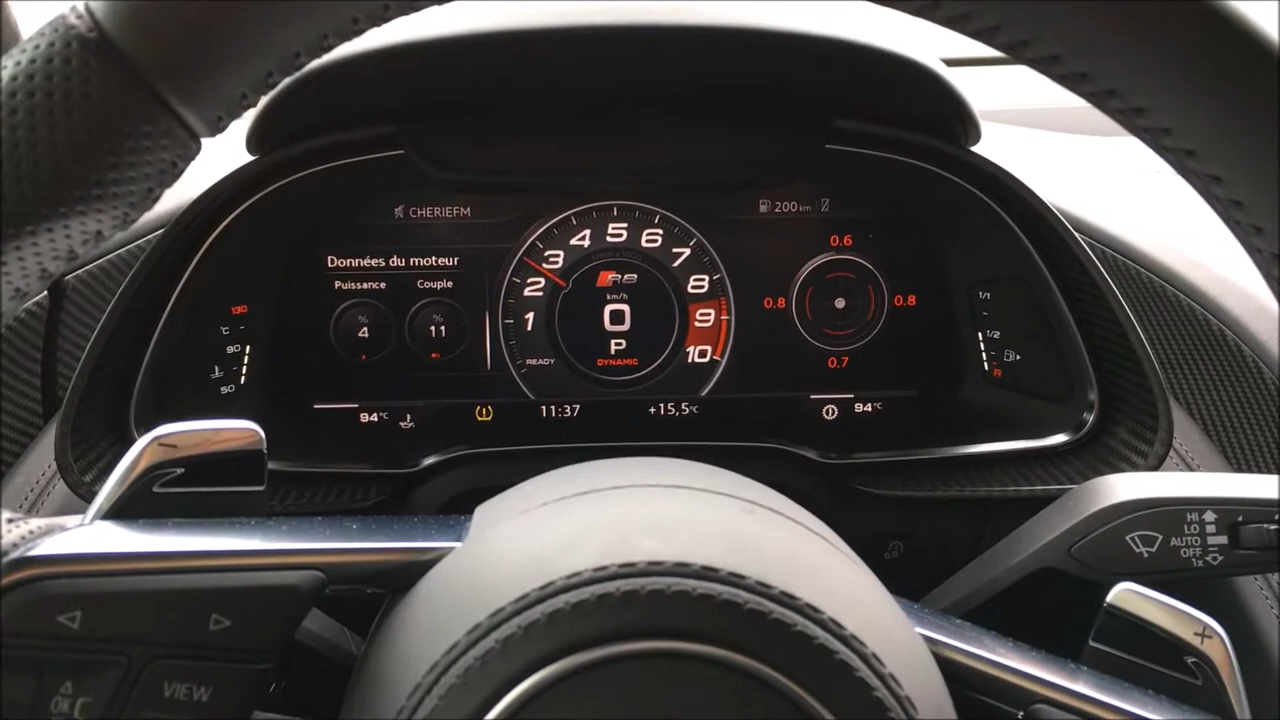 CHERIEFM
200 km
Données du moteur
Puissance
Couple
%
4
%
11
1
2
3
4
5
6
7
8
9
10
R8
km/h
0
P
DYNAMIC
READY
0.6
0.8
0.8
0.7
130
°C
90
50
1/1
1/2
R
94°C
11:37
+15,5°C
94°C
−
+
HI
LO
AUTO
OFF
1x
VIEW
OK